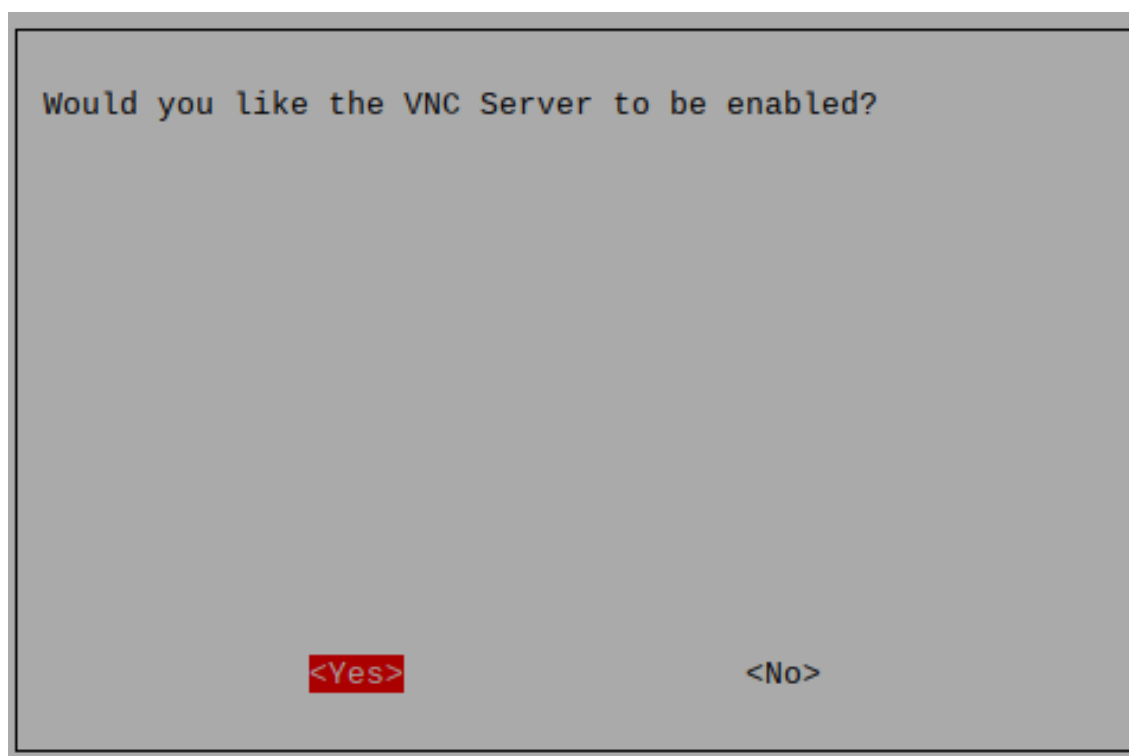 Would you like the VNC Server to be enabled?
<Yes> <No>